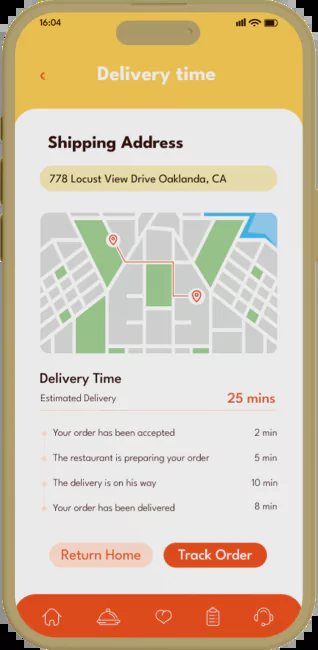 16:04
Delivery time
Shipping Address
778 Locust View Drive Oaklanda, CA
Delivery Time
Estimated Delivery 25 mins
Your order has been accepted 2 min
The restaurant is preparing your order 5 min
The delivery is on his way 10 min
Your order has been delivered 8 min
Return Home Track Order